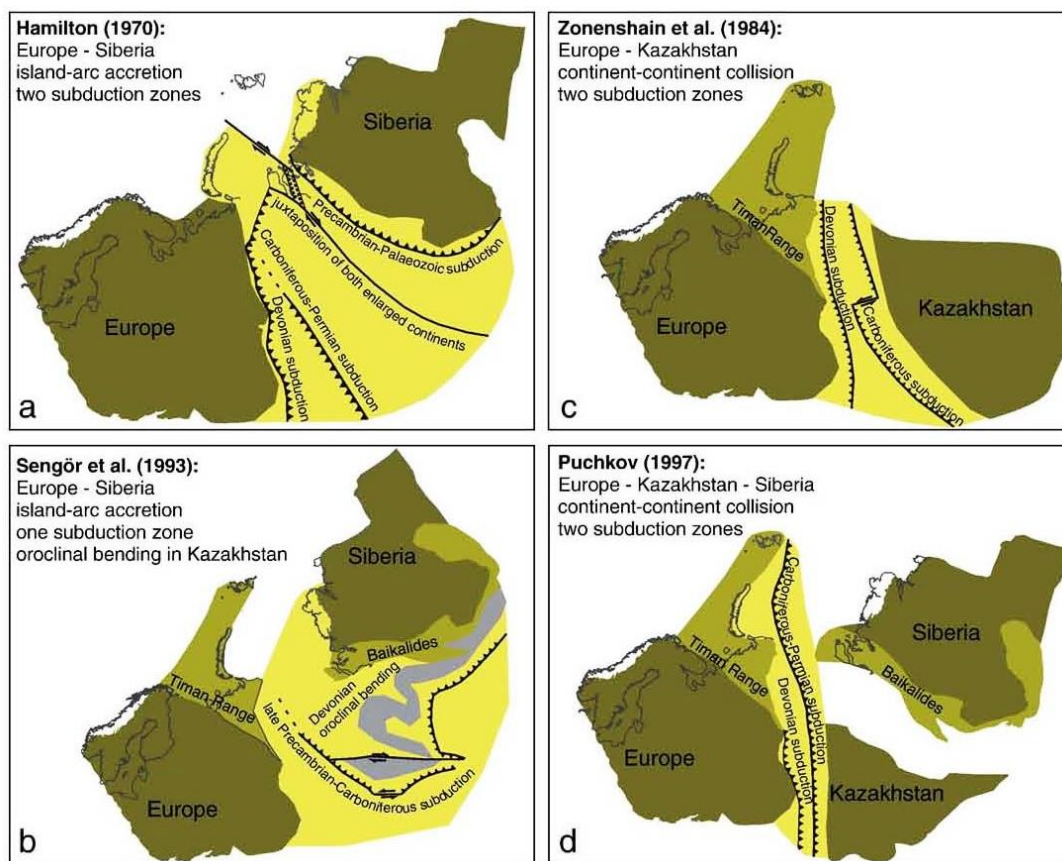 Hamilton (1970):
Europe - Siberia
island-arc accretion
two subduction zones
Siberia
Precambrian-Palaeozoic subduction
juxtaposition of both enlarged continents
Carboniferous-Permian subduction
Devonian subduction
Europe
a
Zonenshain et al. (1984):
Europe - Kazakhstan
continent-continent collision
two subduction zones
Timan Range
Devonian subduction
Carboniferous subduction
Kazakhstan
Europe
c
Sengör et al. (1993):
Europe - Siberia
island-arc accretion
one subduction zone
oroclinal bending in Kazakhstan
Siberia
Baikalides
Devonian
oroclinal bending
Timan Range
late Precambrian-Carboniferous subduction
Europe
b
Puchkov (1997):
Europe - Kazakhstan - Siberia
continent-continent collision
two subduction zones
Carboniferous-Permian subduction
Siberia
Timan Range
Baikalides
Devonian subduction
Europe
Kazakhstan
d